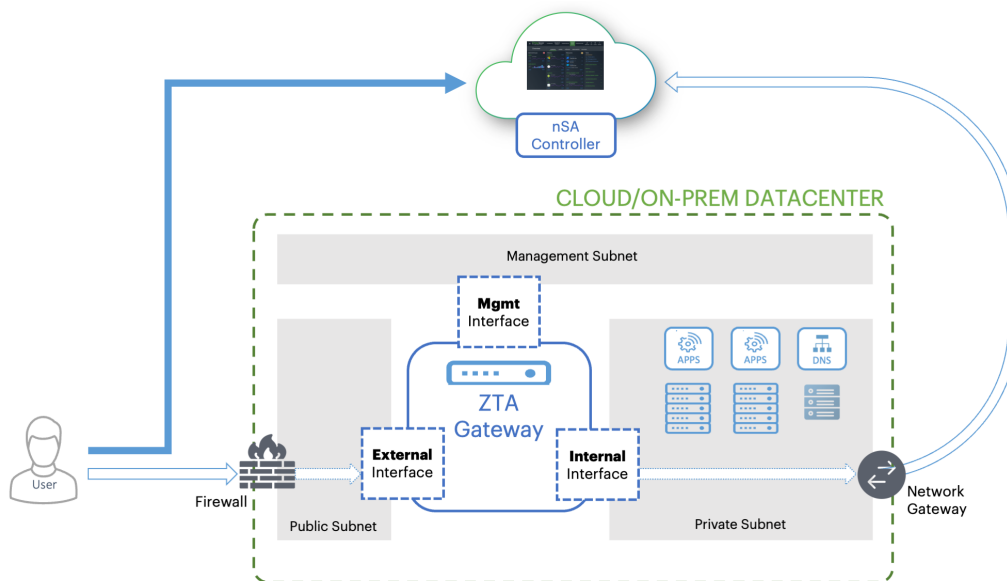 nSA
Controller
CLOUD/ON-PREM DATACENTER
Management Subnet
Mgmt
Interface
APPS
APPS
DNS
ZTA
Gateway
External
Interface
Internal
Interface
User
Firewall
Public Subnet
Private Subnet
Network
Gateway